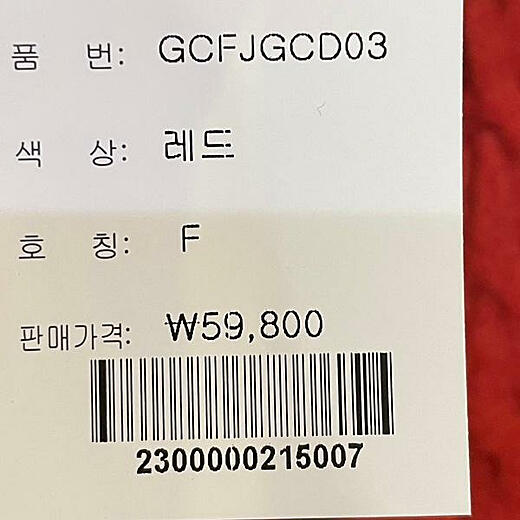 품 번: GCFJGCD03
색 상: 레드
호 칭: F
판매가격: ₩59,800
2300000215007